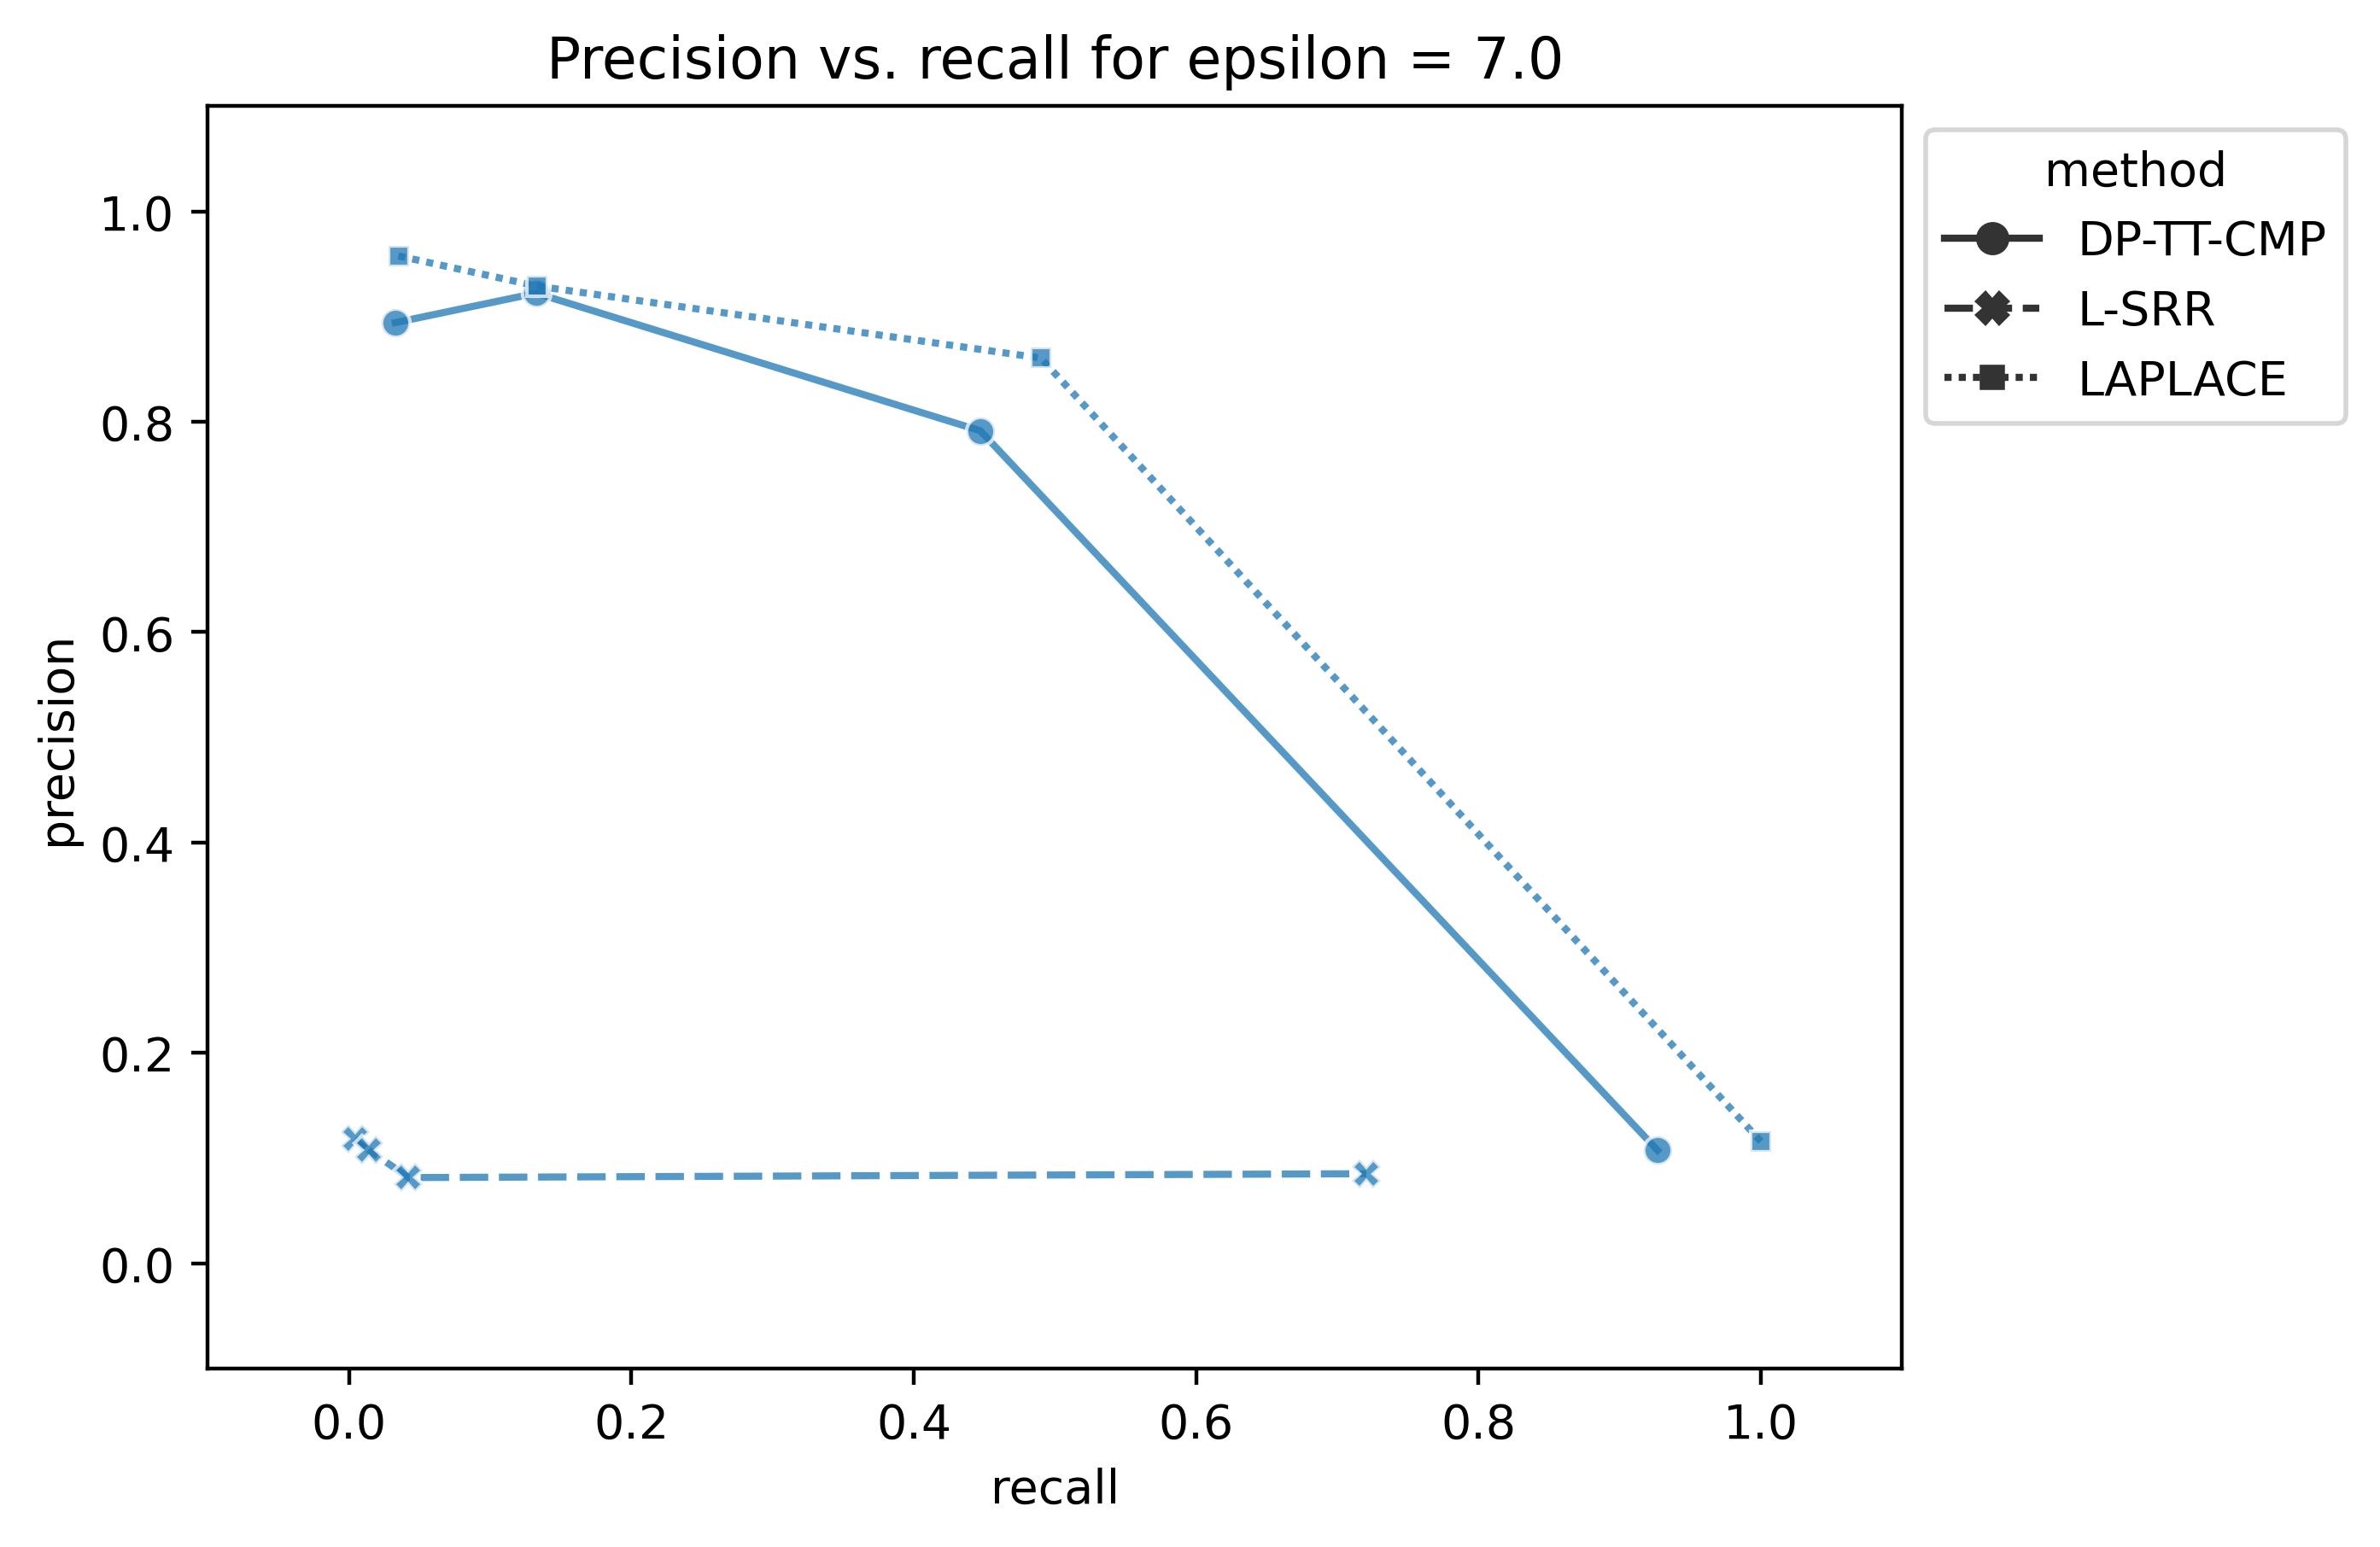 Precision vs. recall for epsilon = 7.0
1.0
0.8
0.6
0.4
0.2
0.0
precision
0.0 0.2 0.4 0.6 0.8 1.0
recall
method
DP-TT-CMP
L-SRR
LAPLACE